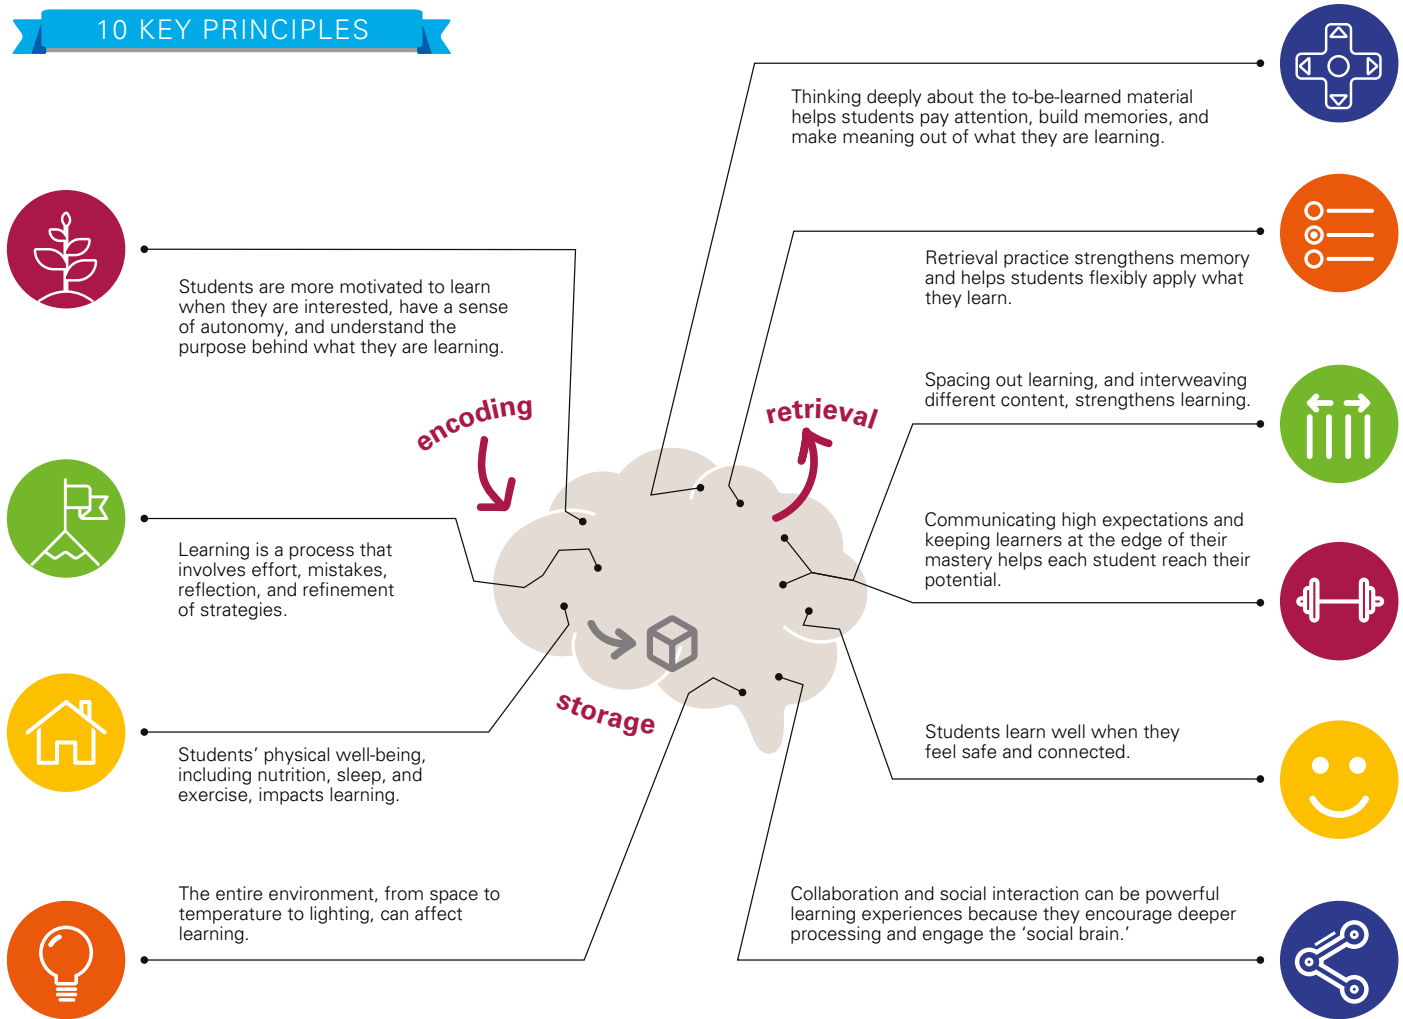 10 KEY PRINCIPLES
Students are more motivated to learn
when they are interested, have a sense
of autonomy, and understand the
purpose behind what they are learning.
Learning is a process that
involves effort, mistakes,
reflection, and refinement
of strategies.
Students’ physical well-being,
including nutrition, sleep, and
exercise, impacts learning.
The entire environment, from space to
temperature to lighting, can affect
learning.
encoding
storage
retrieval
Thinking deeply about the to-be-learned material
helps students pay attention, build memories, and
make meaning out of what they are learning.
Retrieval practice strengthens memory
and helps students flexibly apply what
they learn.
Spacing out learning, and interweaving
different content, strengthens learning.
Communicating high expectations and
keeping learners at the edge of their
mastery helps each student reach their
potential.
Students learn well when they
feel safe and connected.
Collaboration and social interaction can be powerful
learning experiences because they encourage deeper
processing and engage the ‘social brain.’